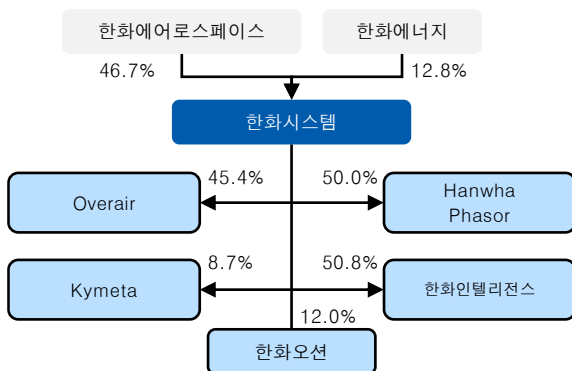 한화에어로스페이스
한화에너지
46.7%
12.8%
한화시스템
45.4%
50.0%
Overair
Hanwha
Phasor
8.7%
50.8%
Kymeta
한화인텔리전스
12.0%
한화오션